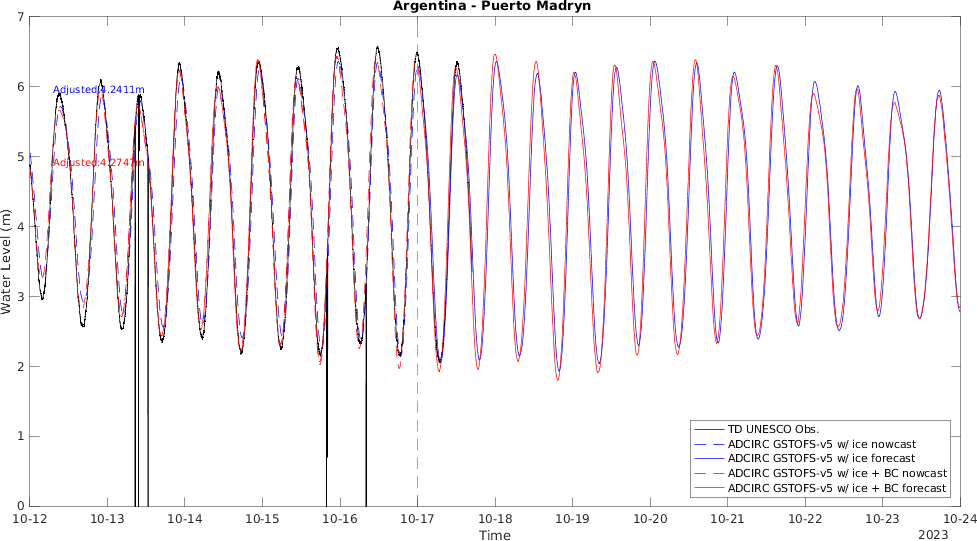 Argentina - Puerto Madryn
7
6
5
4
3
2
1
0
Water Level (m)
Adjusted:4.2411m
Adjusted:4.2747m
TD UNESCO Obs.
ADCIRC GSTOFS-v5 w/ ice nowcast
ADCIRC GSTOFS-v5 w/ ice forecast
ADCIRC GSTOFS-v5 w/ ice + BC nowcast
ADCIRC GSTOFS-v5 w/ ice + BC forecast
10-12 10-13 10-14 10-15 10-16 10-17 10-18 10-19 10-20 10-21 10-22 10-23 10-24
Time
2023